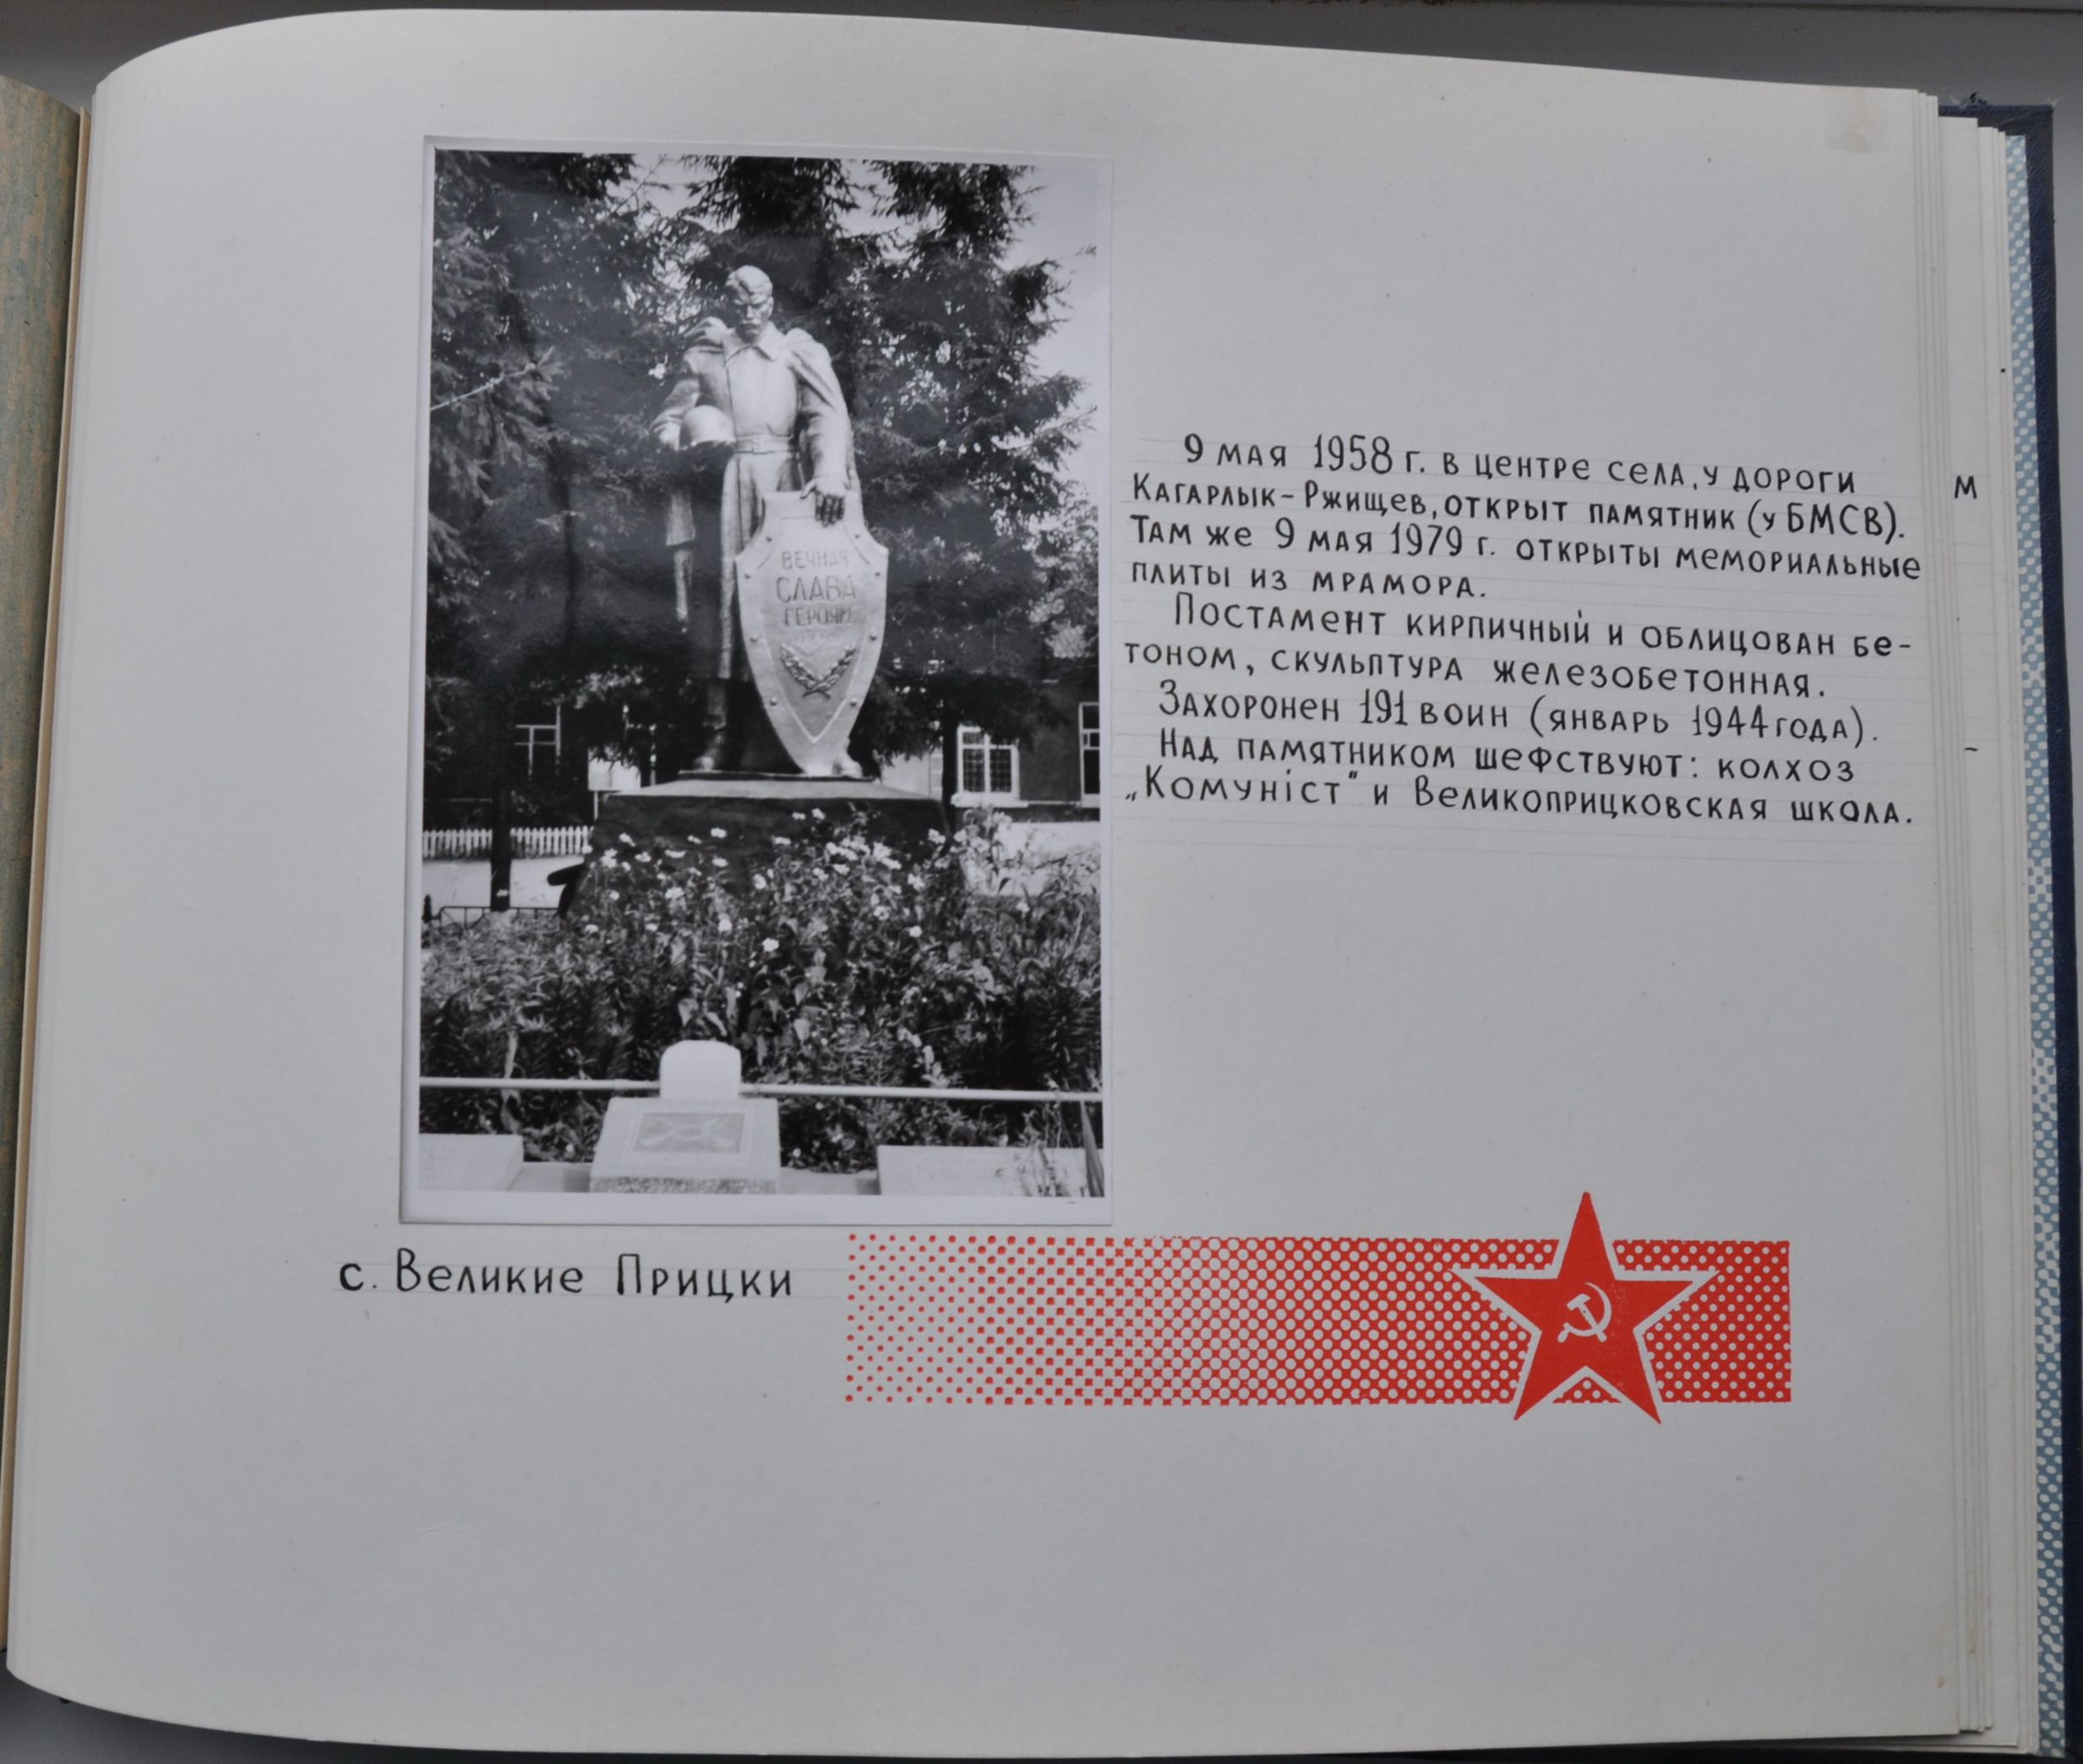 ВЕЧНАЯ
СЛАВА
ГЕРОЯМ
9 мая 1958 г. в центре села, у дороги
Кагарлык-Ржищев, открыт памятник (у БМСВ).
Там же 9 мая 1979 г. открыты мемориальные
плиты из мрамора.
Постамент кирпичный и облицован бе-
тоном, скульптура железобетонная.
Захоронен 191 воин (январь 1944 года).
Над памятником шефствуют: колхоз
„Комуніст" и Великоприцковская школа.
м
-
с. Великие Прицки